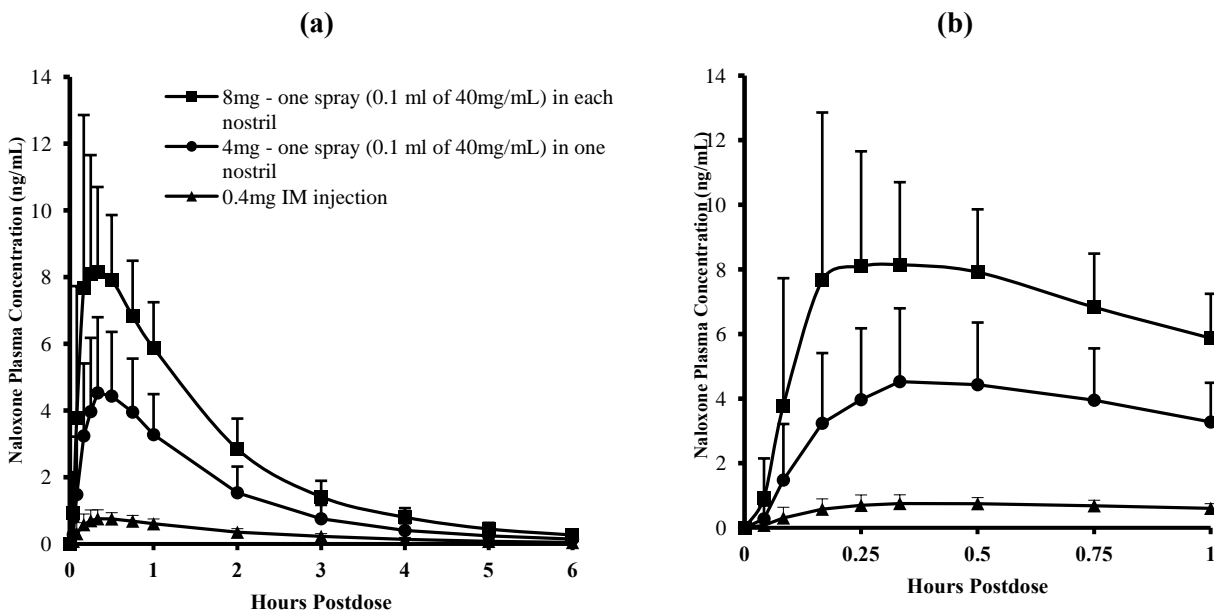 (a)
14
12
10
8
6
4
2
0
Naloxone Plasma Concentration (ng/mL)
8mg - one spray (0.1 ml of 40mg/mL) in each
nostril
4mg - one spray (0.1 ml of 40mg/mL) in one
nostril
0.4mg IM injection
0 1 2 3 4 5 6
Hours Postdose
(b)
14
12
10
8
6
4
2
0
Naloxone Plasma Concentration (ng/mL)
0 0.25 0.5 0.75 1
Hours Postdose